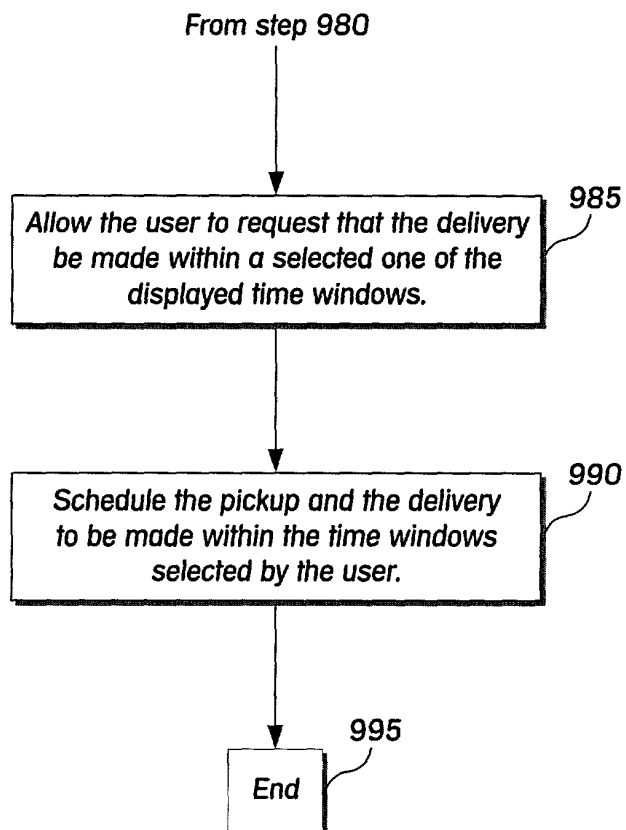 From step 980
985
Allow the user to request that the delivery
be made within a selected one of the
displayed time windows.
990
Schedule the pickup and the delivery
to be made within the time windows
selected by the user.
995
End